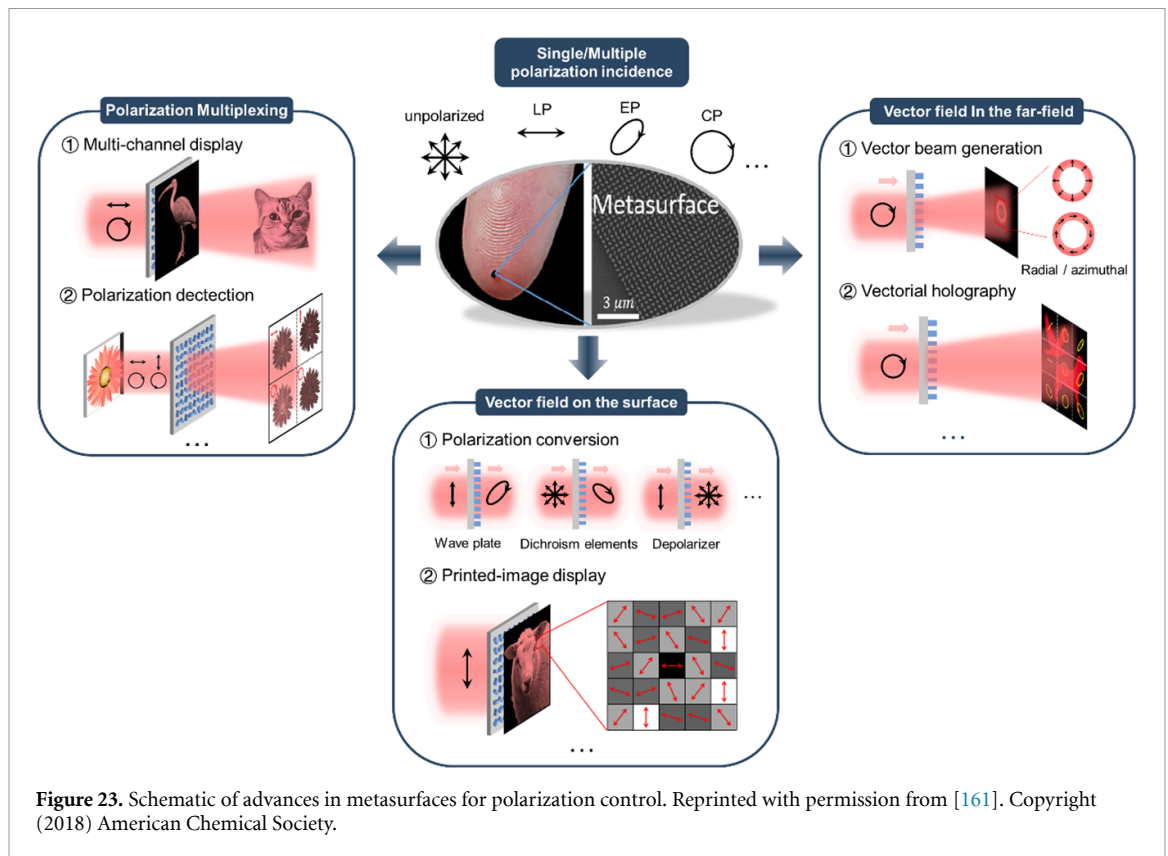 Single/Multiple
polarization incidence
unpolarized
LP
EP
CP
...
Metasurface
3 μm
Polarization Multiplexing
① Multi-channel display
② Polarization dectection
...
Vector field In the far-field
① Vector beam generation
Radial / azimuthal
② Vectorial holography
...
Vector field on the surface
① Polarization conversion
...
Wave plate Dichroism elements Depolarizer
② Printed-image display
...
Figure 23. Schematic of advances in metasurfaces for polarization control. Reprinted with permission from [161]. Copyright
(2018) American Chemical Society.